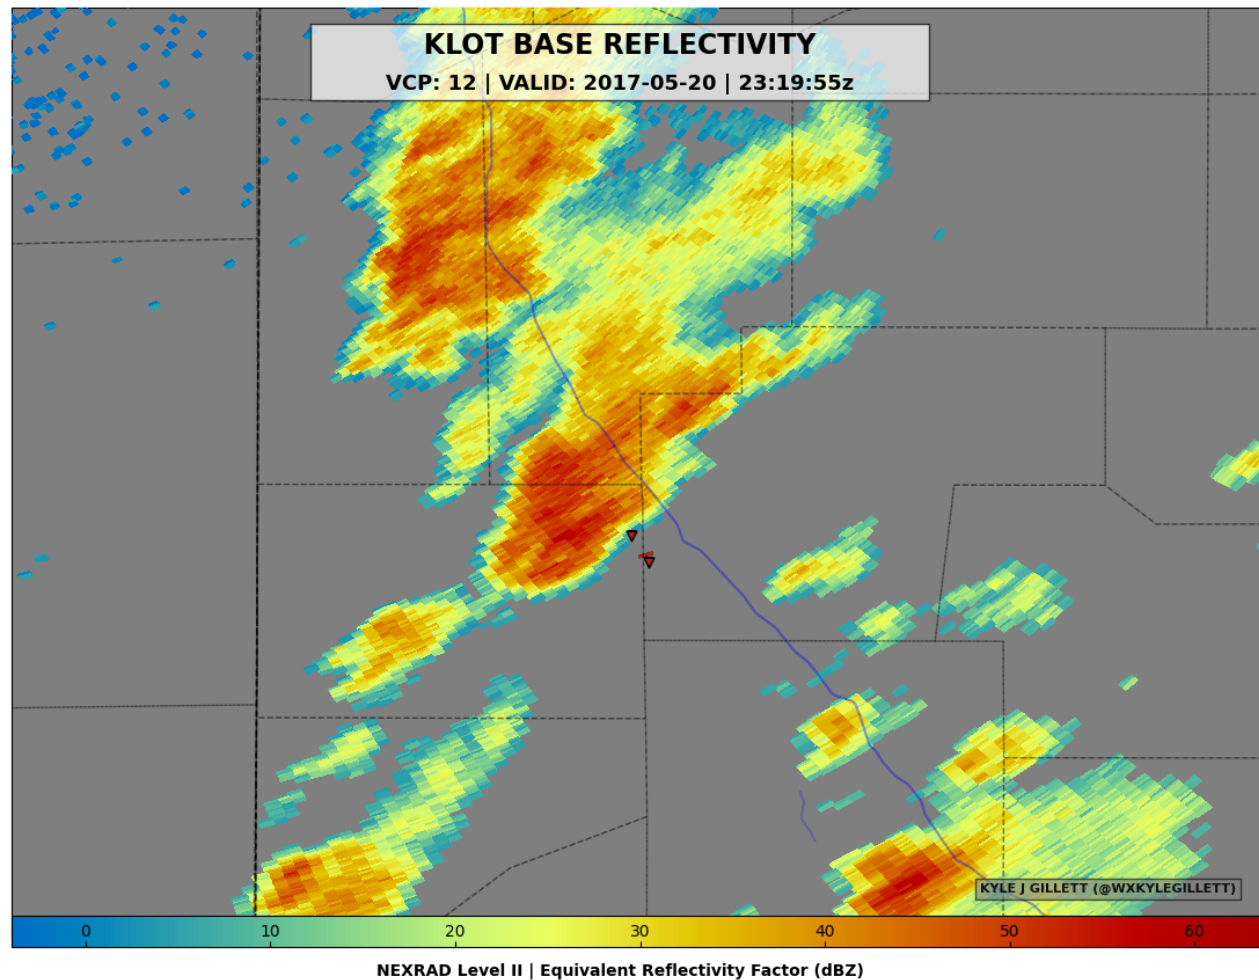 KLOT BASE REFLECTIVITY
VCP: 12 | VALID: 2017-05-20 | 23:19:55z
KYLE J GILLETT (@WXKYLEGILLETT)
0 10 20 30 40 50 60
NEXRAD Level II | Equivalent Reflectivity Factor (dBZ)